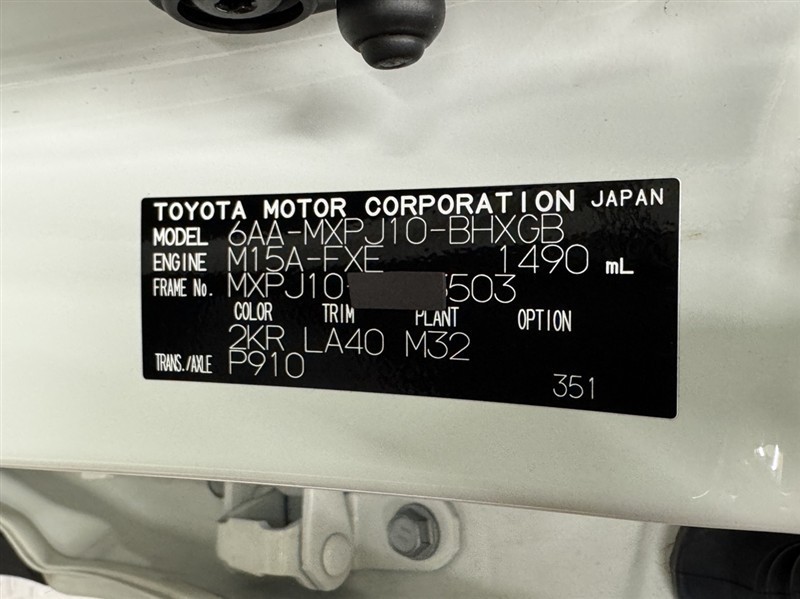 TOYOTA MOTOR CORPORATION JAPAN
MODEL 6AA-MXPJ10-BHXGB
ENGINE M15A-FXE 1490 mL
FRAME No. MXPJ10- 503
COLOR TRIM PLANT OPTION
2KR LA40 M32
TRANS./AXLE P910
351